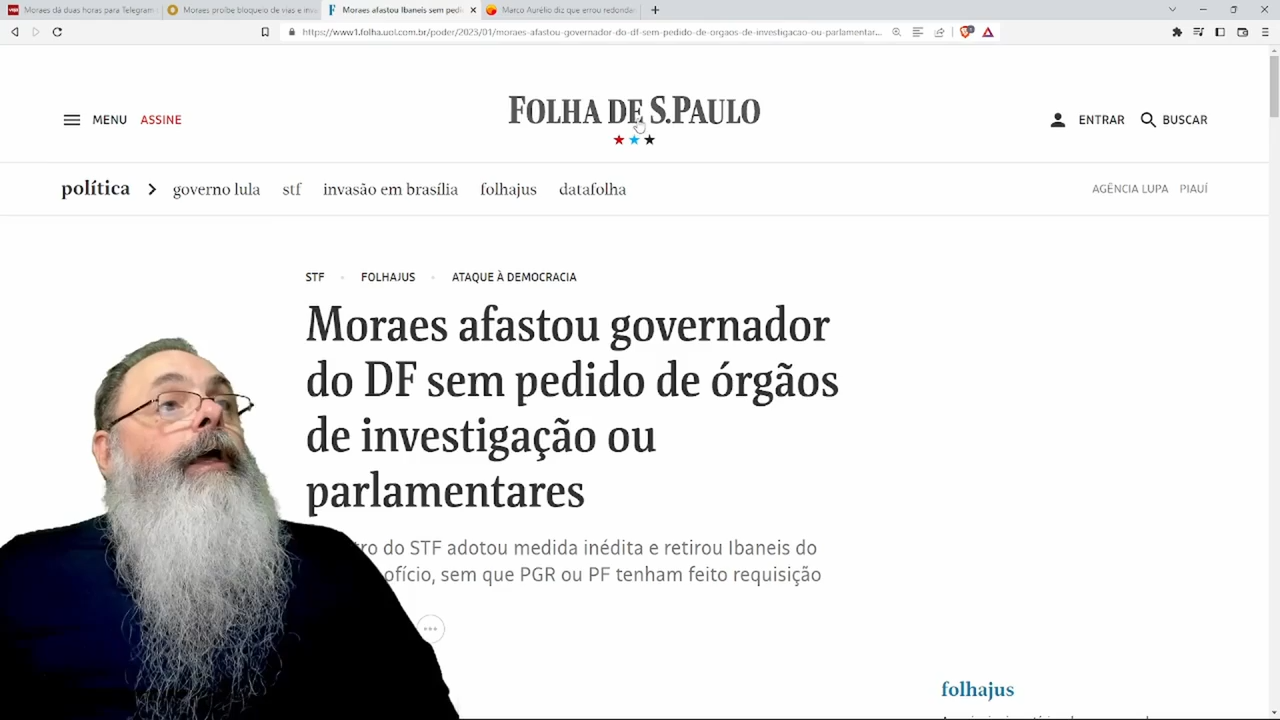 Moraes dá duas horas para Telegram
Moraes proíbe bloqueio de vias e inva
Moraes afastou Ibaneis sem pedi
Marco Aurélio diz que errou redondar
https://www1.folha.uol.com.br/poder/2023/01/moraes-afastou-governador-do-df-sem-pedido-de-orgaos-de-investigacao-ou-parlamentar...
MENU ASSINE
FOLHA DE S.PAULO
ENTRAR BUSCAR
política governo lula stf invasão em brasília folhajus datafolha
AGÊNCIA LUPA PIAUÍ
STF FOLHAJUS ATAQUE À DEMOCRACIA
Moraes afastou governador
do DF sem pedido de órgãos
de investigação ou
parlamentares
tro do STF adotou medida inédita e retirou Ibaneis do
ofício, sem que PGR ou PF tenham feito requisição
folhajus